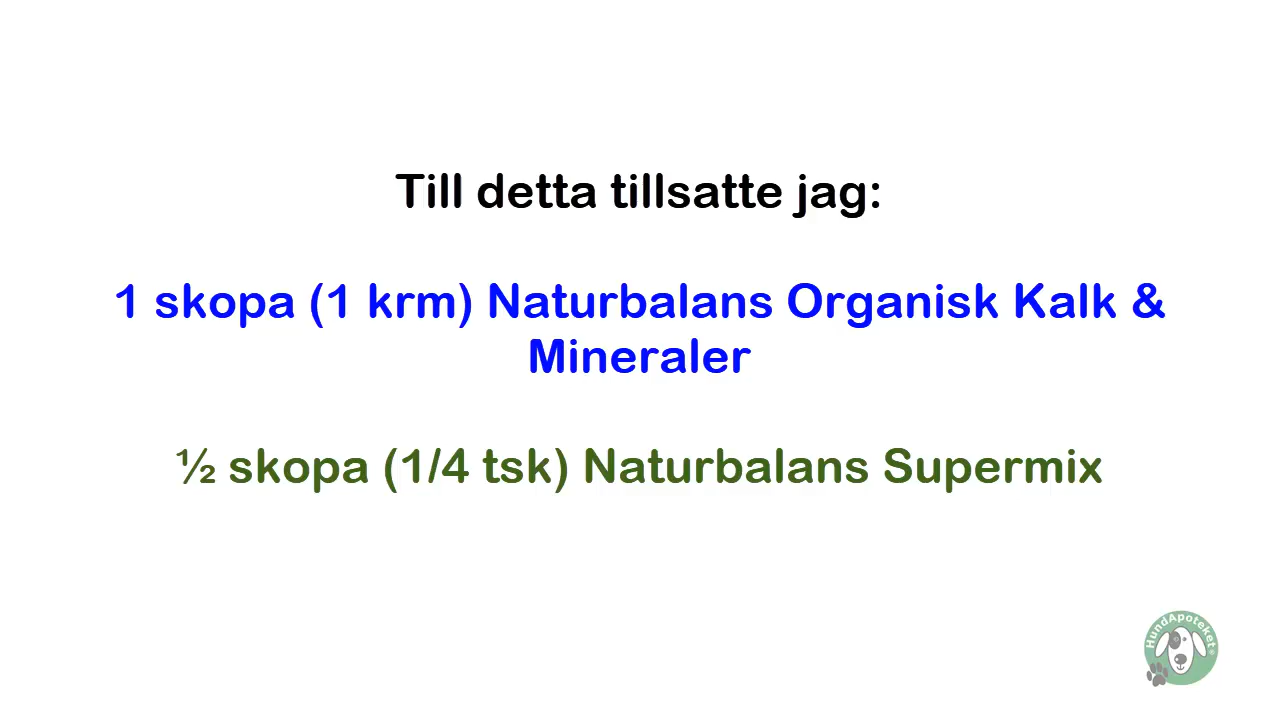 Till detta tillsatte jag:
1 skopa (1 krm) Naturbalans Organisk Kalk &
Mineraler
½ skopa (1/4 tsk) Naturbalans Supermix
HundApoteket®